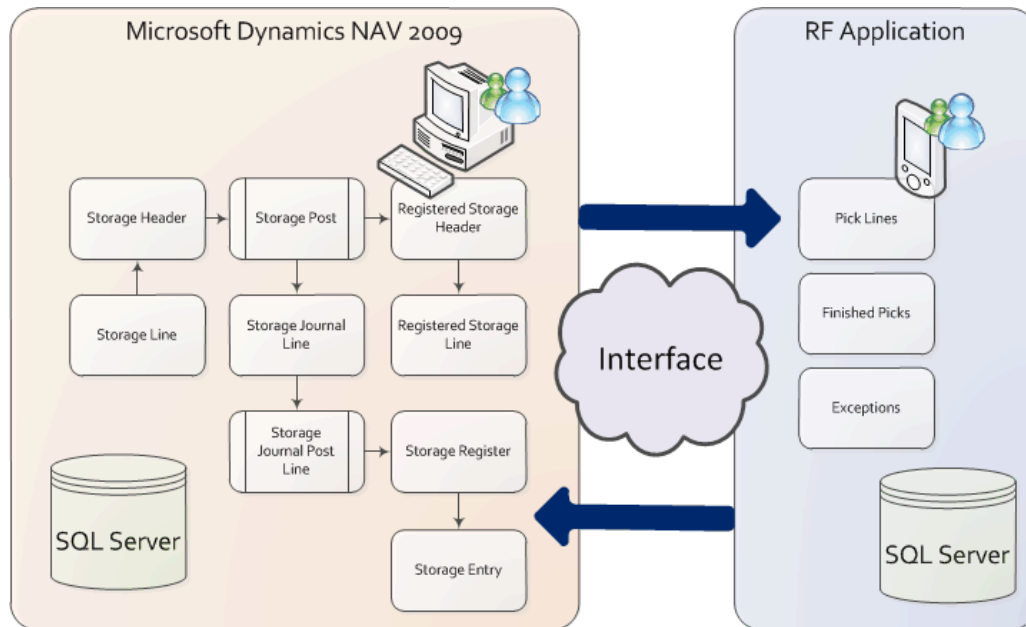 Microsoft Dynamics NAV 2009
RF Application
Storage Header
Storage Post
Registered Storage
Header
Pick Lines
Storage Line
Storage Journal
Line
Registered Storage
Line
Interface
Finished Picks
Storage
Journal Post
Line
Storage Register
Exceptions
SQL Server
Storage Entry
SQL Server